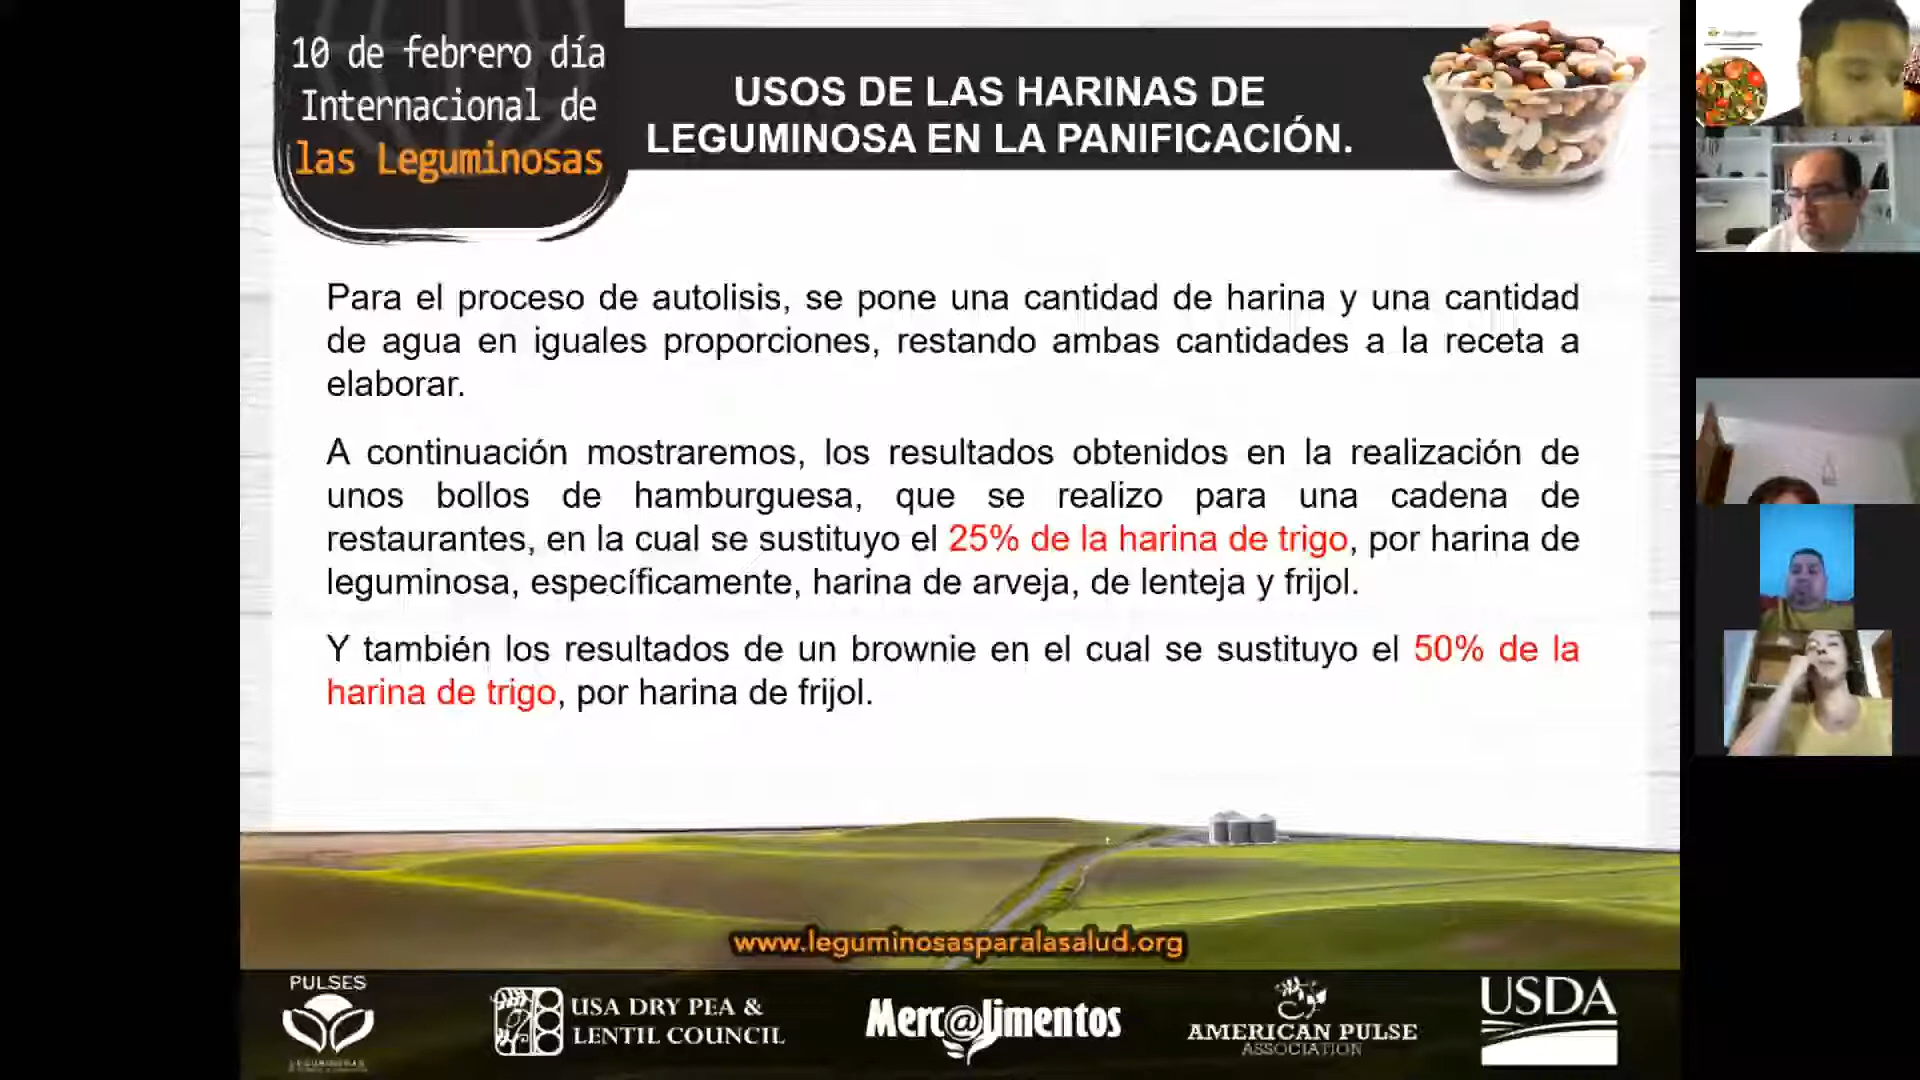 10 de febrero día
Internacional de
las Leguminosas
USOS DE LAS HARINAS DE
LEGUMINOSA EN LA PANIFICACIÓN.
Para el proceso de autolisis, se pone una cantidad de harina y una cantidad
de agua en iguales proporciones, restando ambas cantidades a la receta a
elaborar.
A continuación mostraremos, los resultados obtenidos en la realización de
unos bollos de hamburguesa, que se realizo para una cadena de
restaurantes, en la cual se sustituyo el 25% de la harina de trigo, por harina de
leguminosa, específicamente, harina de arveja, de lenteja y frijol.
Y también los resultados de un brownie en el cual se sustituyo el 50% de la
harina de trigo, por harina de frijol.
www.leguminosasparalasalud.org
PULSES
USA DRY PEA &
LENTIL COUNCIL
Merc@limentos
AMERICAN PULSE
ASSOCIATION
USDA